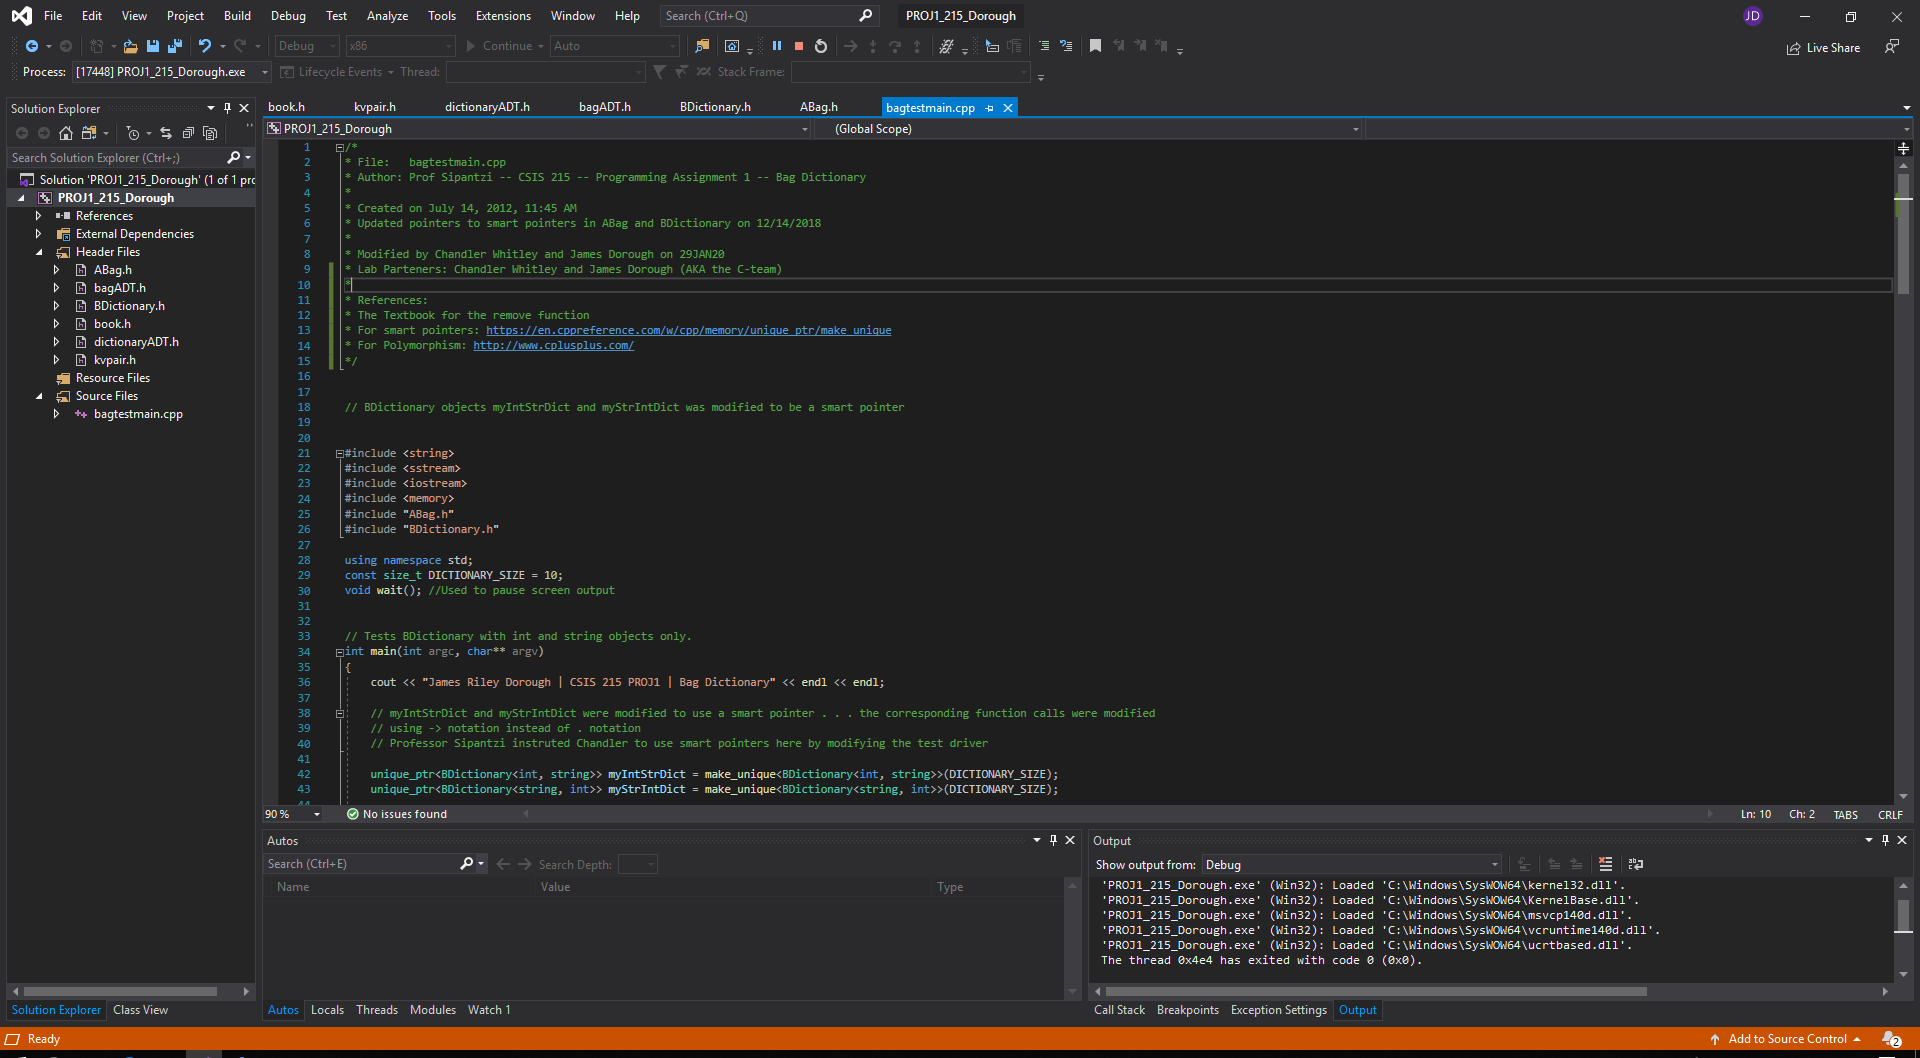 File Edit View Project Build Debug Test Analyze Tools Extensions Window Help Search (Ctrl+Q) PROJ1_215_Dorough JD
Debug x86 Continue Auto Live Share
Process: [17448] PROJ1_215_Dorough.exe Lifecycle Events Thread: Stack Frame:
Solution Explorer
Search Solution Explorer (Ctrl+;)
Solution 'PROJ1_215_Dorough' (1 of 1 pro
PROJ1_215_Dorough
References
External Dependencies
Header Files
ABag.h
bagADT.h
BDictionary.h
book.h
dictionaryADT.h
kvpair.h
Resource Files
Source Files
bagtestmain.cpp
Solution Explorer Class View
book.h kvpair.h dictionaryADT.h bagADT.h BDictionary.h ABag.h bagtestmain.cpp
PROJ1_215_Dorough (Global Scope)
1 /*
2 * File: bagtestmain.cpp
3 * Author: Prof Sipantzi -- CSIS 215 -- Programming Assignment 1 -- Bag Dictionary
4 *
5 * Created on July 14, 2012, 11:45 AM
6 * Updated pointers to smart pointers in ABag and BDictionary on 12/14/2018
7 *
8 * Modified by Chandler Whitley and James Dorough on 29JAN20
9 * Lab Parteners: Chandler Whitley and James Dorough (AKA the C-team)
10 *
11 * References:
12 * The Textbook for the remove function
13 * For smart pointers: https://en.cppreference.com/w/cpp/memory/unique_ptr/make_unique
14 * For Polymorphism: http://www.cplusplus.com/
15 */
16
17
18 // BDictionary objects myIntStrDict and myStrIntDict was modified to be a smart pointer
19
20
21 #include <string>
22 #include <sstream>
23 #include <iostream>
24 #include <memory>
25 #include "ABag.h"
26 #include "BDictionary.h"
27
28 using namespace std;
29 const size_t DICTIONARY_SIZE = 10;
30 void wait(); //Used to pause screen output
31
32
33 // Tests BDictionary with int and string objects only.
34 int main(int argc, char** argv)
35 {
36 cout << "James Riley Dorough | CSIS 215 PROJ1 | Bag Dictionary" << endl << endl;
37
38 // myIntStrDict and myStrIntDict were modified to use a smart pointer . . . the corresponding function calls were modified
39 // using -> notation instead of . notation
40 // Professor Sipantzi instruted Chandler to use smart pointers here by modifying the test driver
41
42 unique_ptr<BDictionary<int, string>> myIntStrDict = make_unique<BDictionary<int, string>>(DICTIONARY_SIZE);
43 unique_ptr<BDictionary<string, int>> myStrIntDict = make_unique<BDictionary<string, int>>(DICTIONARY_SIZE);
44
90 % No issues found Ln: 10 Ch: 2 TABS CRLF
Autos
Search (Ctrl+E) Search Depth:
Name Value Type
Autos Locals Threads Modules Watch 1
Output
Show output from: Debug
'PROJ1_215_Dorough.exe' (Win32): Loaded 'C:\Windows\SysWOW64\kernel32.dll'.
'PROJ1_215_Dorough.exe' (Win32): Loaded 'C:\Windows\SysWOW64\KernelBase.dll'.
'PROJ1_215_Dorough.exe' (Win32): Loaded 'C:\Windows\SysWOW64\msvcp140d.dll'.
'PROJ1_215_Dorough.exe' (Win32): Loaded 'C:\Windows\SysWOW64\vcruntime140d.dll'.
'PROJ1_215_Dorough.exe' (Win32): Loaded 'C:\Windows\SysWOW64\ucrtbased.dll'.
The thread 0x4e4 has exited with code 0 (0x0).
Call Stack Breakpoints Exception Settings Output
Ready Add to Source Control 2